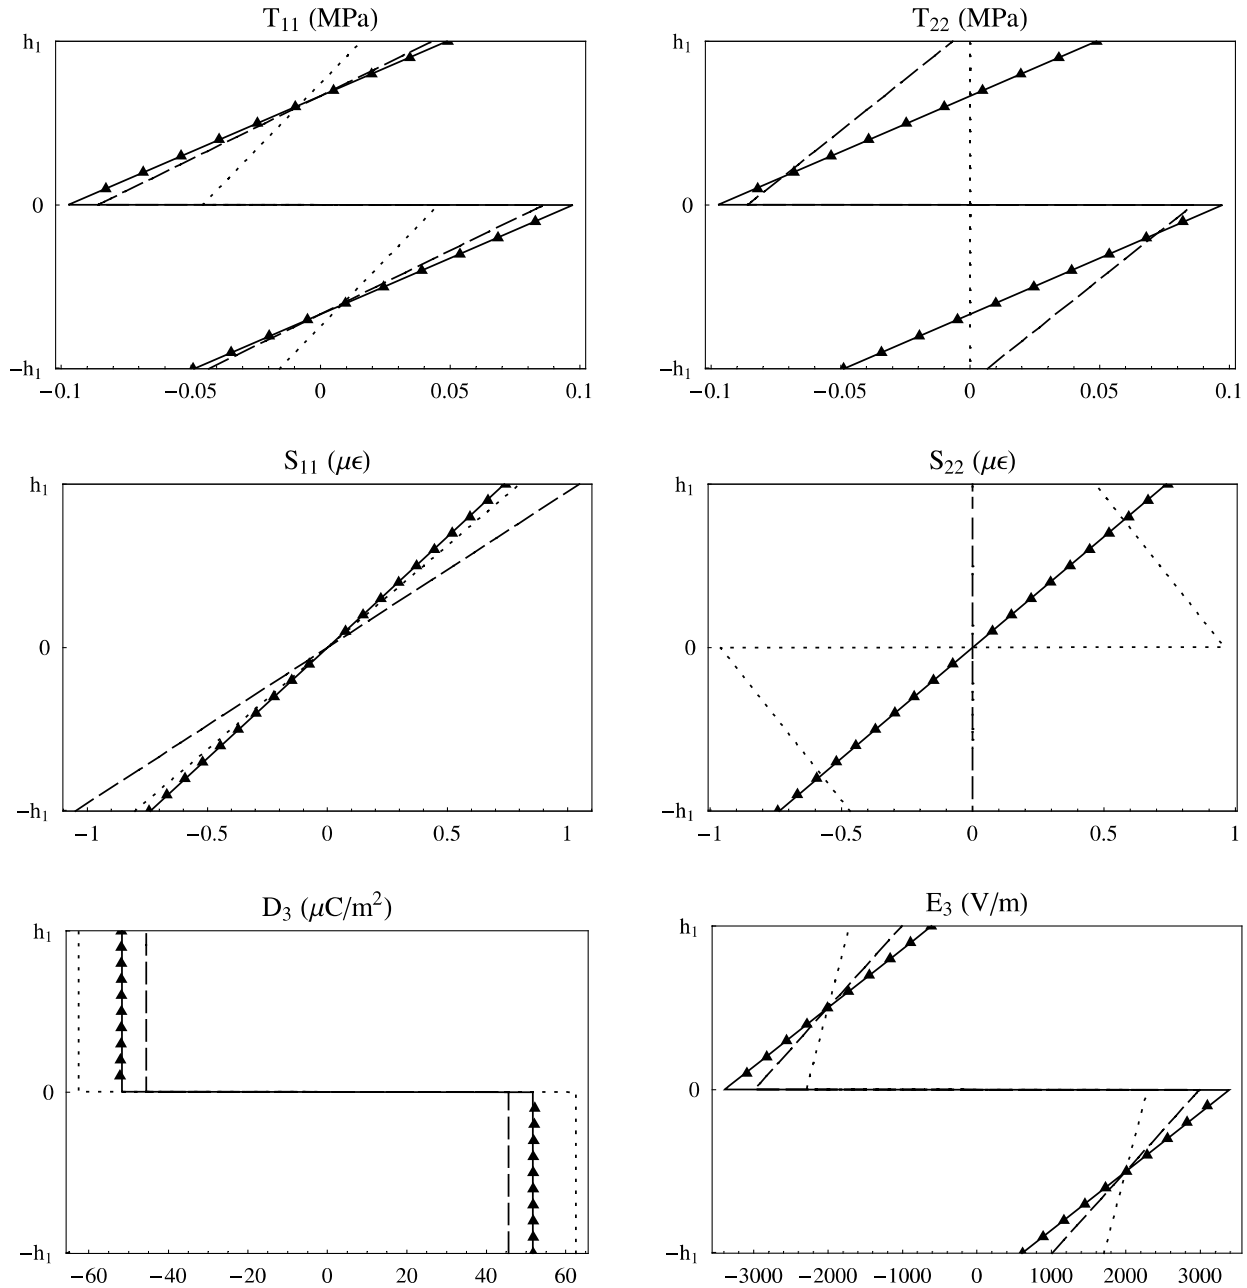 T₁₁ (MPa)
h₁
0
−h₁
−0.1 −0.05 0 0.05 0.1
T₂₂ (MPa)
h₁
0
−h₁
−0.1 −0.05 0 0.05 0.1
S₁₁ (μϵ)
h₁
0
−h₁
−1 −0.5 0 0.5 1
S₂₂ (μϵ)
h₁
0
−h₁
−1 −0.5 0 0.5 1
D₃ (μC/m²)
h₁
0
−h₁
−60 −40 −20 0 20 40 60
E₃ (V/m)
h₁
0
−h₁
−3000 −2000 −1000 0 1000 2000 3000